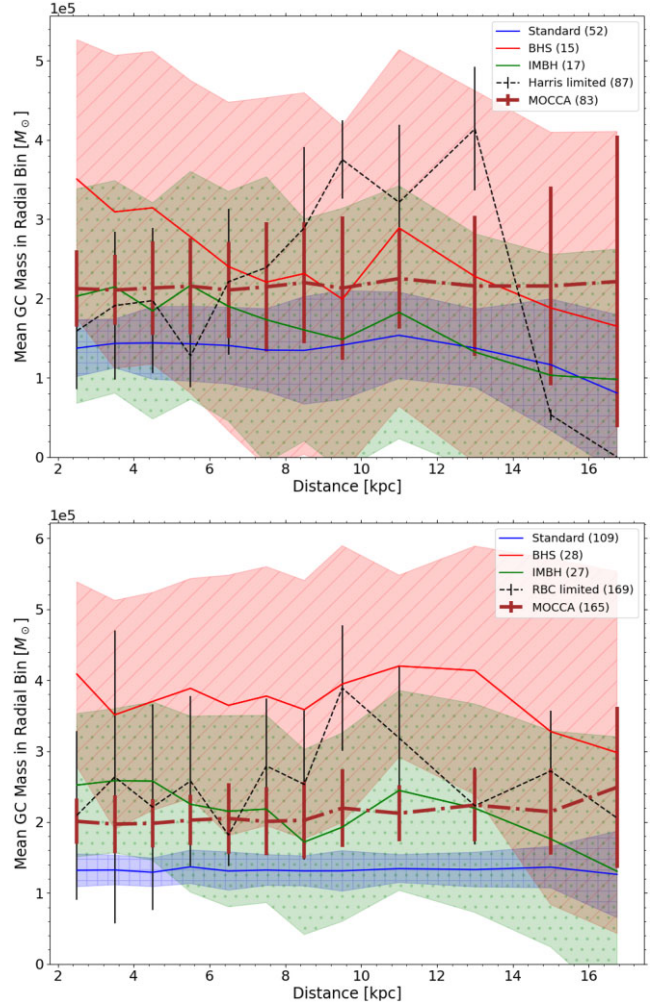 1e5
Mean GC Mass in Radial Bin [M⊙]
5
4
3
2
1
0
Standard (52)
BHS (15)
IMBH (17)
Harris limited (87)
MOCCA (83)
2 4 6 8 10 12 14 16
Distance [kpc]
1e5
Mean GC Mass in Radial Bin [M⊙]
6
5
4
3
2
1
0
Standard (109)
BHS (28)
IMBH (27)
RBC limited (169)
MOCCA (165)
2 4 6 8 10 12 14 16
Distance [kpc]